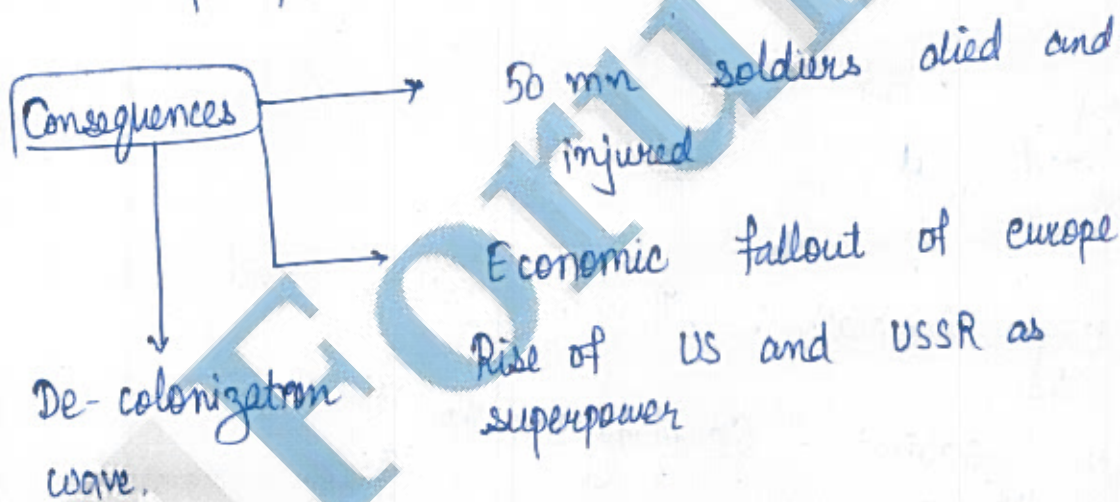 Consequences
50 mn soldiers died and
injured
Economic fallout of europe
Rise of US and USSR as
superpower
De-colonization
wave.
Forum